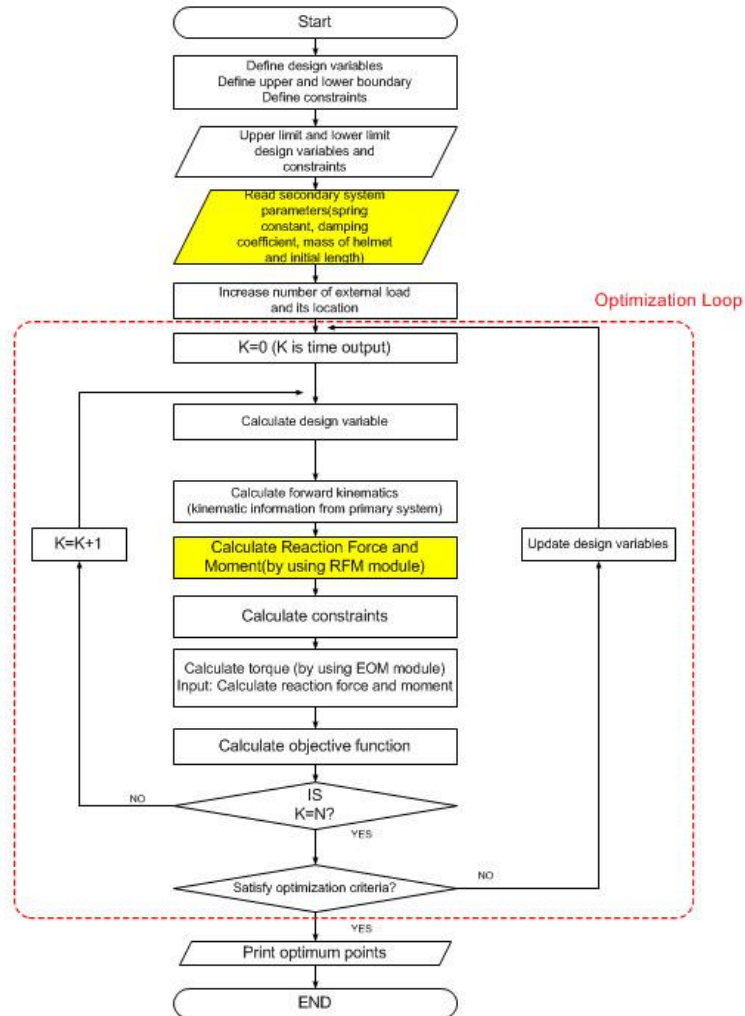 Start
Define design variables
Define upper and lower boundary
Define constraints
Upper limit and lower limit
design variables and
constraints
Read secondary system
parameters(spring
constant, damping
coefficient, mass of helmet
and initial length)
Increase number of external load
and its location
Optimization Loop
K=0 (K is time output)
Calculate design variable
Calculate forward kinematics
(kinematic information from primary system)
K=K+1
Calculate Reaction Force and
Moment(by using RFM module)
Update design variables
Calculate constraints
Calculate torque (by using EOM module)
Input: Calculate reaction force and moment
Calculate objective function
NO
IS
K=N?
YES
Satisfy optimization criteria?
NO
YES
Print optimum points
END